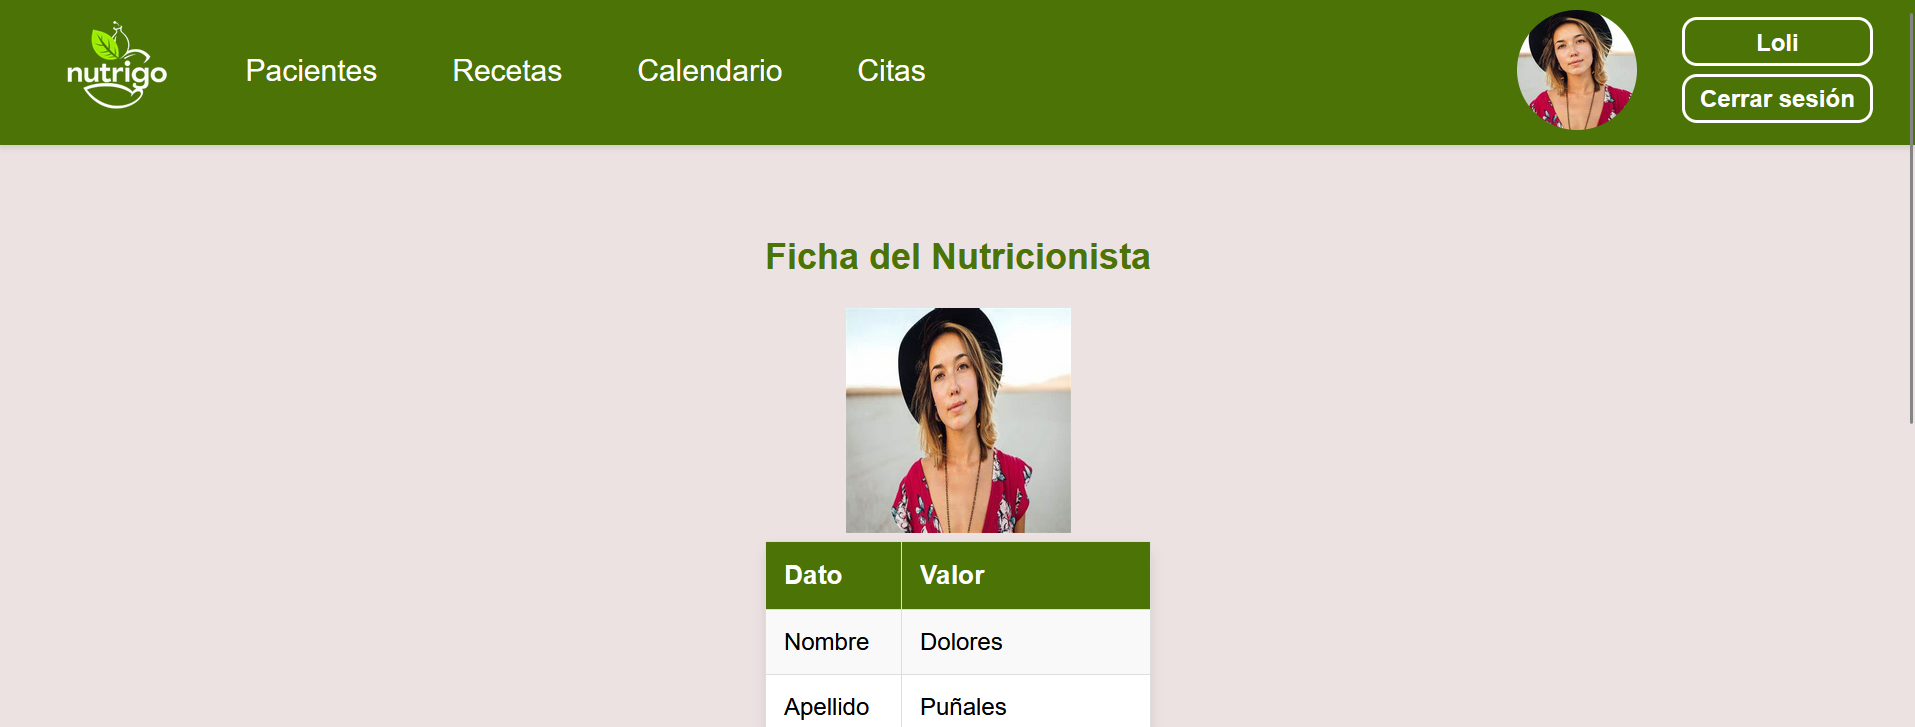 nutrigo
Pacientes
Recetas
Calendario
Citas
Loli
Cerrar sesión
Ficha del Nutricionista
Dato
Valor
Nombre
Dolores
Apellido
Puñales